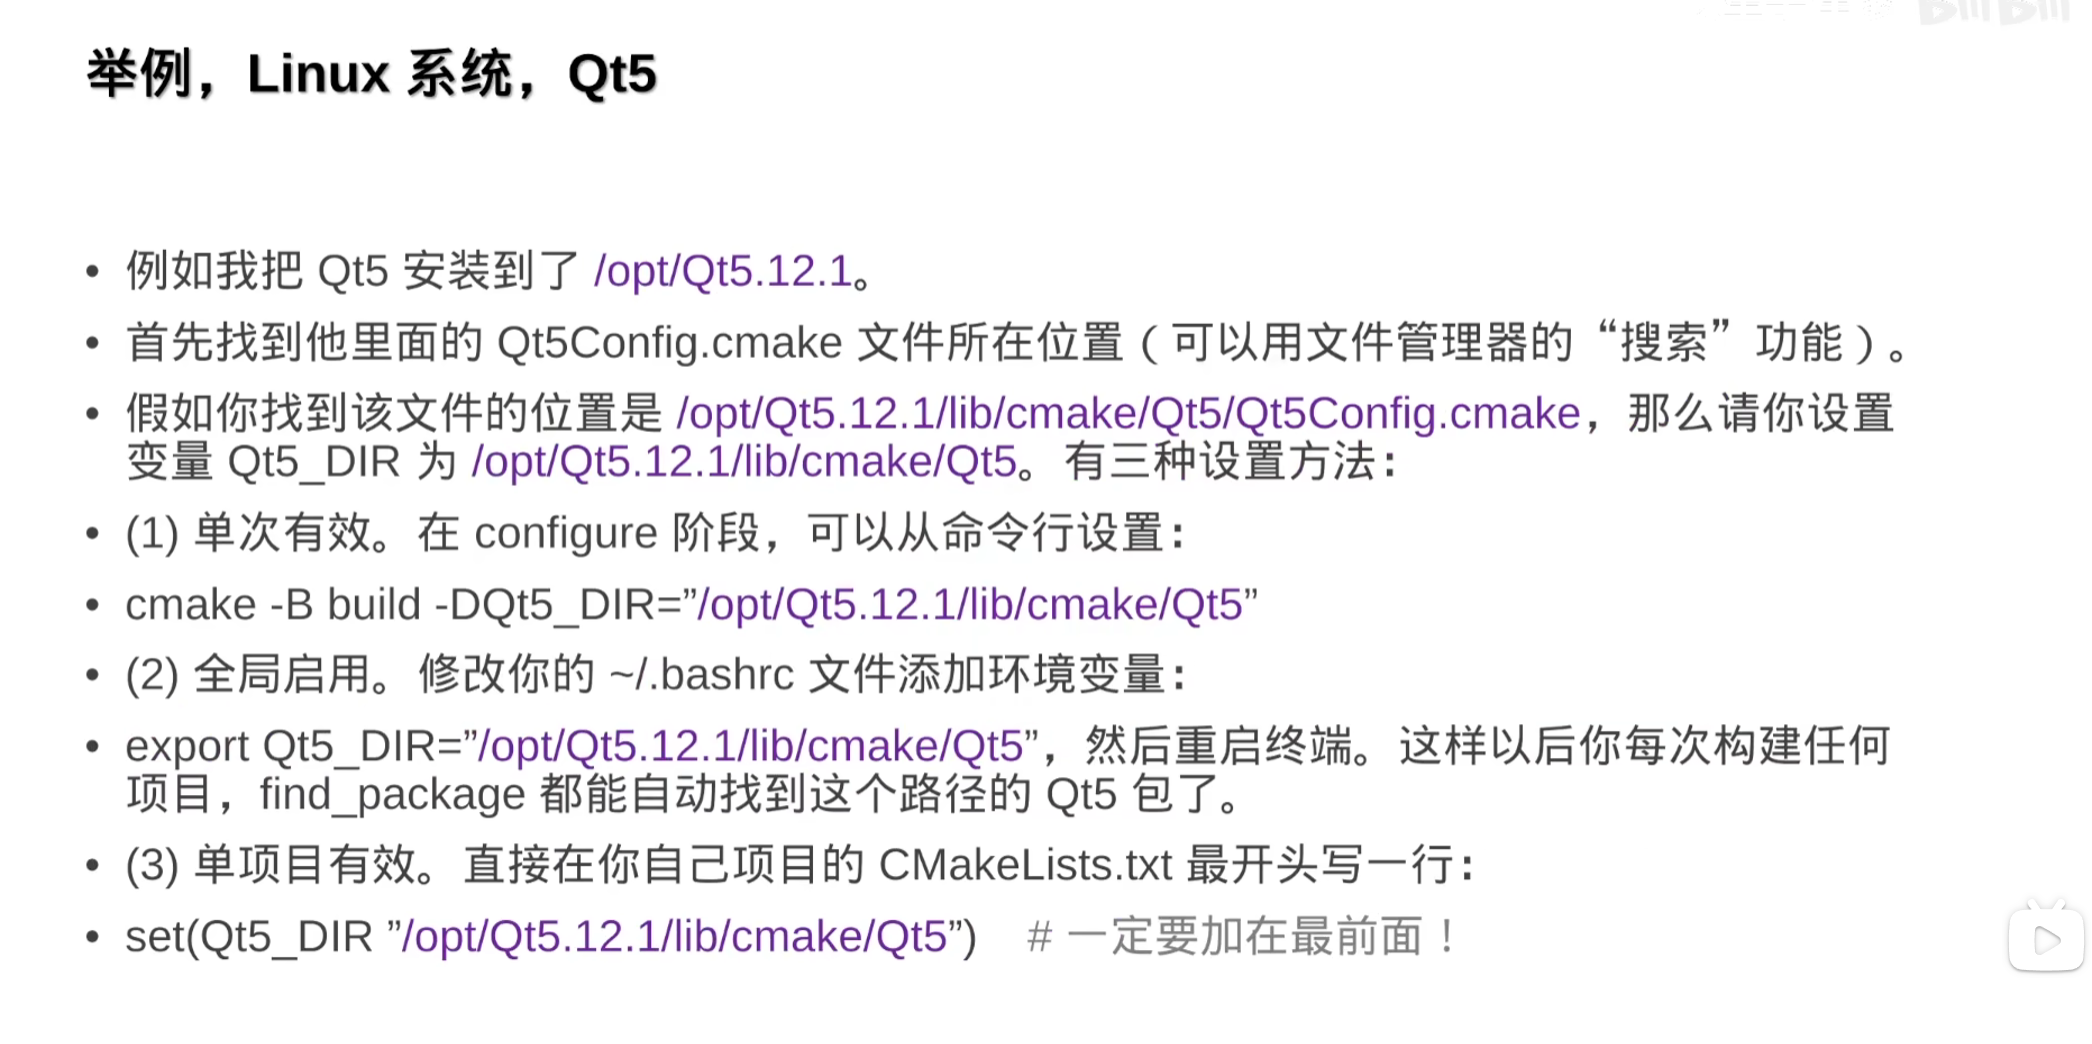 举例，Linux 系统，Qt5
• 例如我把 Qt5 安装到了 /opt/Qt5.12.1。
• 首先找到他里面的 Qt5Config.cmake 文件所在位置（可以用文件管理器的“搜索”功能）。
• 假如你找到该文件的位置是 /opt/Qt5.12.1/lib/cmake/Qt5/Qt5Config.cmake，那么请你设置
变量 Qt5_DIR 为 /opt/Qt5.12.1/lib/cmake/Qt5。有三种设置方法：
• (1) 单次有效。在 configure 阶段，可以从命令行设置：
• cmake -B build -DQt5_DIR=”/opt/Qt5.12.1/lib/cmake/Qt5”
• (2) 全局启用。修改你的 ~/.bashrc 文件添加环境变量：
• export Qt5_DIR=”/opt/Qt5.12.1/lib/cmake/Qt5”，然后重启终端。这样以后你每次构建任何
项目，find_package 都能自动找到这个路径的 Qt5 包了。
• (3) 单项目有效。直接在你自己项目的 CMakeLists.txt 最开头写一行：
• set(Qt5_DIR ”/opt/Qt5.12.1/lib/cmake/Qt5”) # 一定要加在最前面！